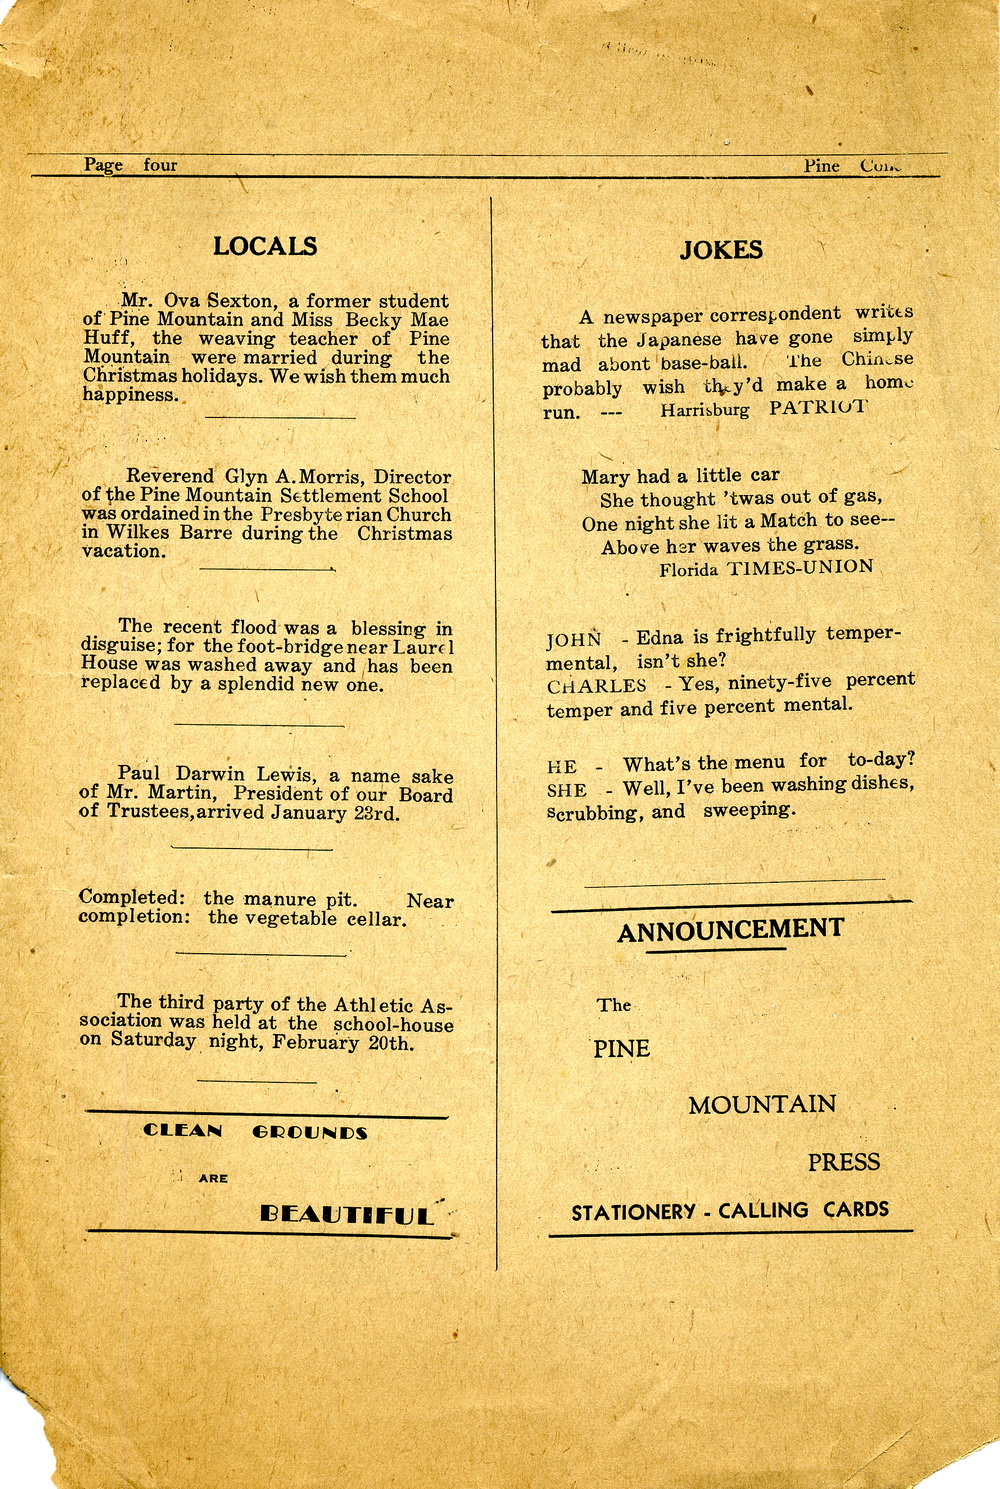 Page four
Pine Cone
LOCALS
Mr. Ova Sexton, a former student
of Pine Mountain and Miss Becky Mae
Huff, the weaving teacher of Pine
Mountain were married during the
Christmas holidays. We wish them much
happiness.
Reverend Glyn A. Morris, Director
of the Pine Mountain Settlement School
was ordained in the Presbyterian Church
in Wilkes Barre during the Christmas
vacation.
The recent flood was a blessing in
disguise; for the foot-bridge near Laurel
House was washed away and has been
replaced by a splendid new one.
Paul Darwin Lewis, a name sake
of Mr. Martin, President of our Board
of Trustees, arrived January 23rd.
Completed: the manure pit. Near
completion: the vegetable cellar.
The third party of the Athletic As-
sociation was held at the school-house
on Saturday night, February 20th.
CLEAN GROUNDS
ARE
BEAUTIFUL
JOKES
A newspaper correspondent writes
that the Japanese have gone simply
mad abont base-ball. The Chinese
probably wish they'd make a home
run. --- Harrisburg PATRIOT
Mary had a little car
She thought 'twas out of gas,
One night she lit a Match to see--
Above her waves the grass.
Florida TIMES-UNION
JOHN - Edna is frightfully temper-
mental, isn't she?
CHARLES - Yes, ninety-five percent
temper and five percent mental.
HE - What's the menu for to-day?
SHE - Well, I've been washing dishes,
scrubbing, and sweeping.
ANNOUNCEMENT
The
PINE
MOUNTAIN
PRESS
STATIONERY - CALLING CARDS